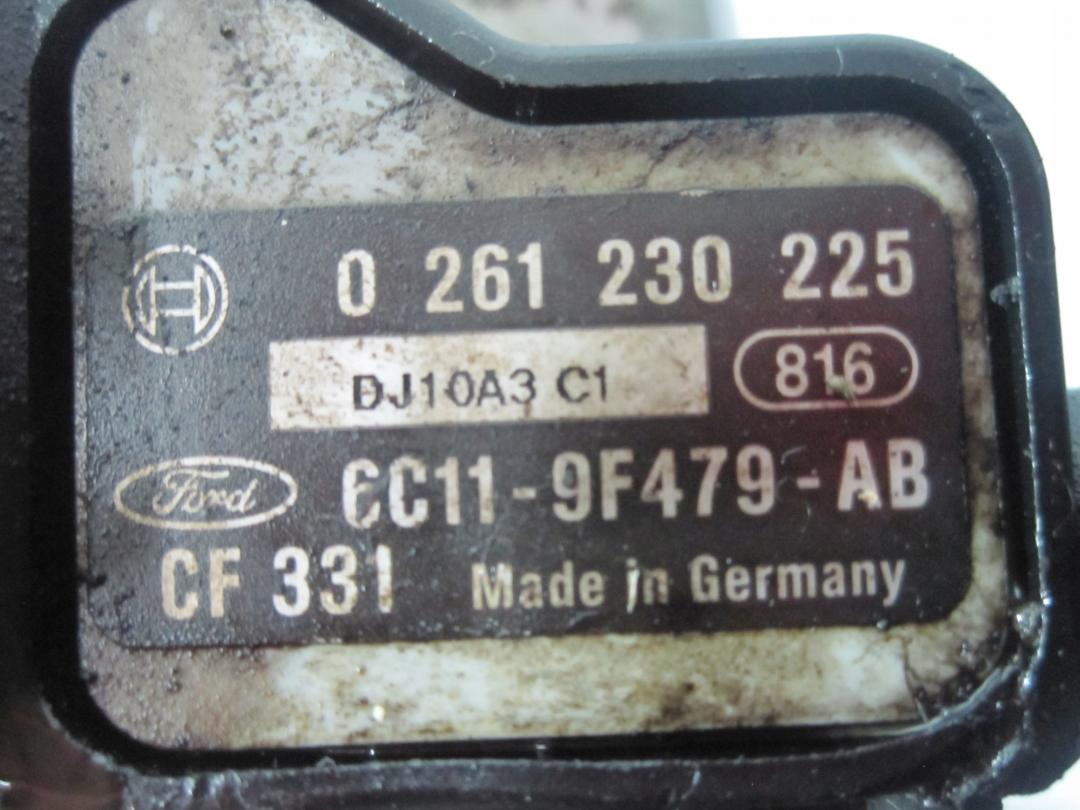 0 261 230 225
DJ10A3 C1 816
Ford 6C11-9F479-AB
CF 331 Made in Germany